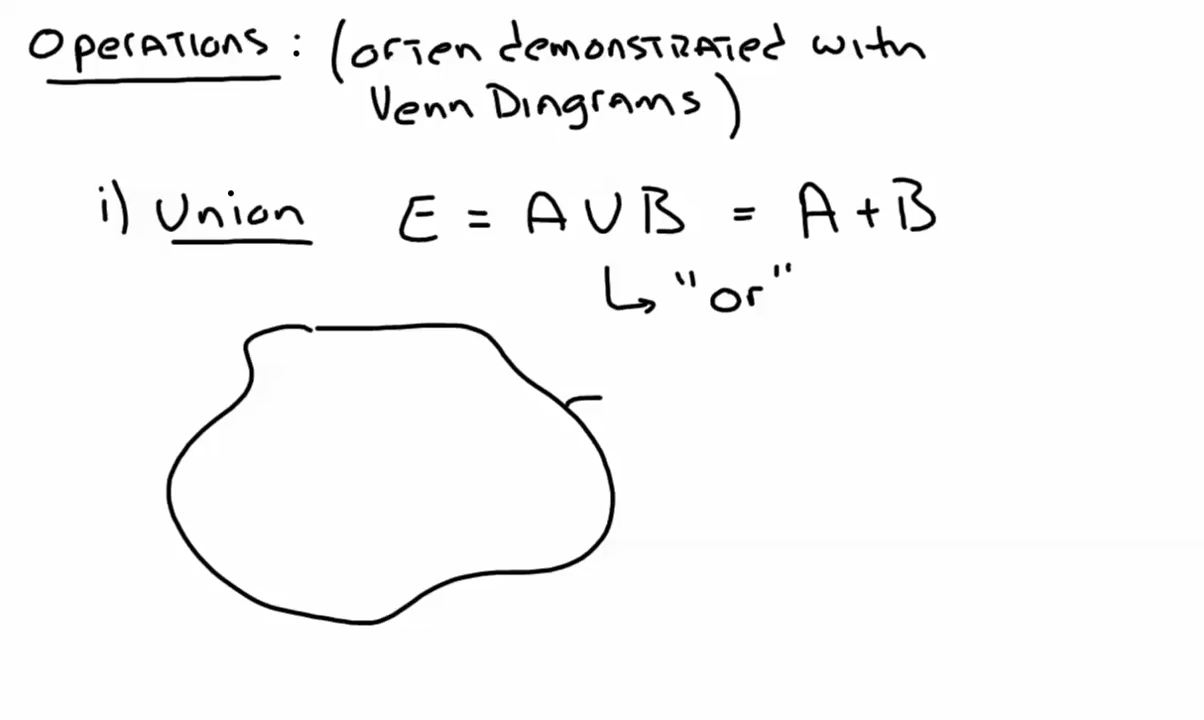 Operations: (often demonstrated with
Venn Diagrams)
i) Union E = A ∪ B = A + B
↳ "or"